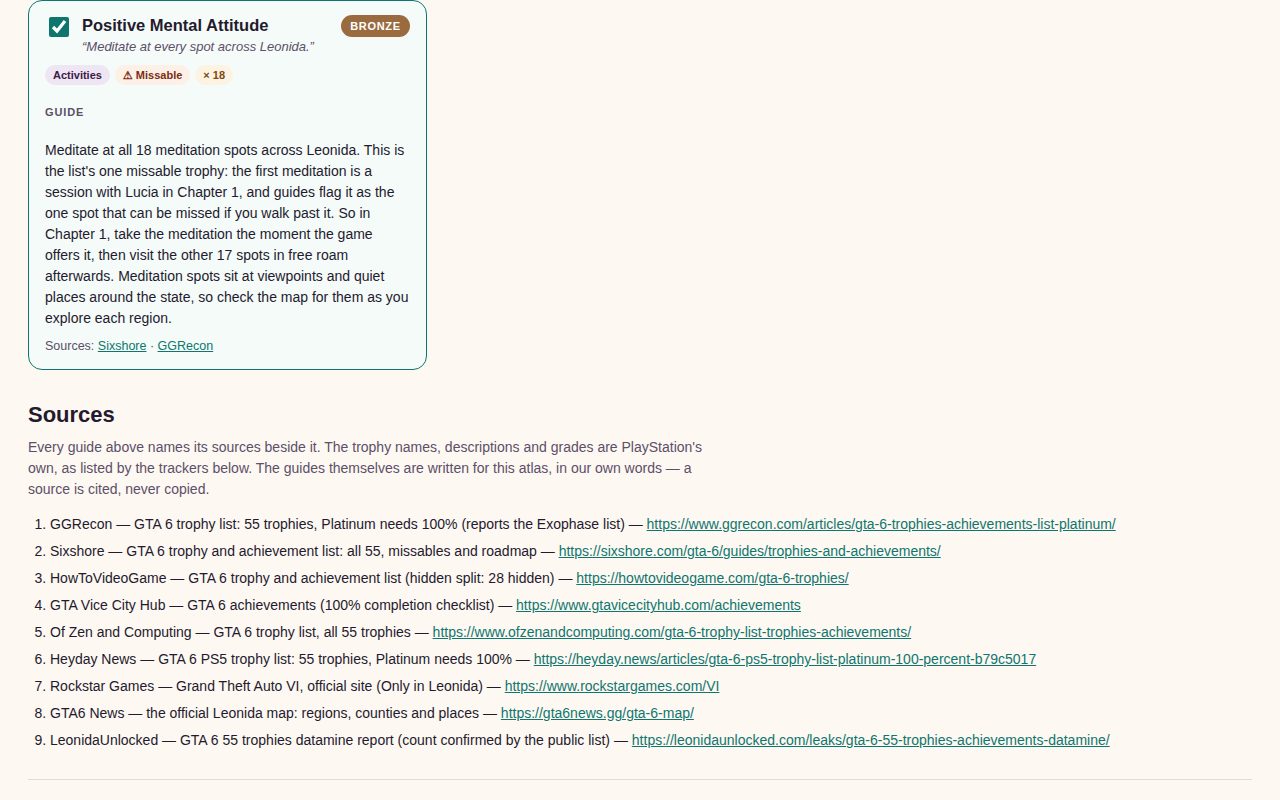 Positive Mental Attitude
BRONZE
“Meditate at every spot across Leonida.”
Activities
⚠ Missable
× 18
GUIDE
Meditate at all 18 meditation spots across Leonida. This is
the list's one missable trophy: the first meditation is a
session with Lucia in Chapter 1, and guides flag it as the
one spot that can be missed if you walk past it. So in
Chapter 1, take the meditation the moment the game
offers it, then visit the other 17 spots in free roam
afterwards. Meditation spots sit at viewpoints and quiet
places around the state, so check the map for them as you
explore each region.
Sources: Sixshore · GGRecon
Sources
Every guide above names its sources beside it. The trophy names, descriptions and grades are PlayStation's
own, as listed by the trackers below. The guides themselves are written for this atlas, in our own words — a
source is cited, never copied.
1. GGRecon — GTA 6 trophy list: 55 trophies, Platinum needs 100% (reports the Exophase list) — https://www.ggrecon.com/articles/gta-6-trophies-achievements-list-platinum/
2. Sixshore — GTA 6 trophy and achievement list: all 55, missables and roadmap — https://sixshore.com/gta-6/guides/trophies-and-achievements/
3. HowToVideoGame — GTA 6 trophy and achievement list (hidden split: 28 hidden) — https://howtovideogame.com/gta-6-trophies/
4. GTA Vice City Hub — GTA 6 achievements (100% completion checklist) — https://www.gtavicecityhub.com/achievements
5. Of Zen and Computing — GTA 6 trophy list, all 55 trophies — https://www.ofzenandcomputing.com/gta-6-trophy-list-trophies-achievements/
6. Heyday News — GTA 6 PS5 trophy list: 55 trophies, Platinum needs 100% — https://heyday.news/articles/gta-6-ps5-trophy-list-platinum-100-percent-b79c5017
7. Rockstar Games — Grand Theft Auto VI, official site (Only in Leonida) — https://www.rockstargames.com/VI
8. GTA6 News — the official Leonida map: regions, counties and places — https://gta6news.gg/gta-6-map/
9. LeonidaUnlocked — GTA 6 55 trophies datamine report (count confirmed by the public list) — https://leonidaunlocked.com/leaks/gta-6-55-trophies-achievements-datamine/